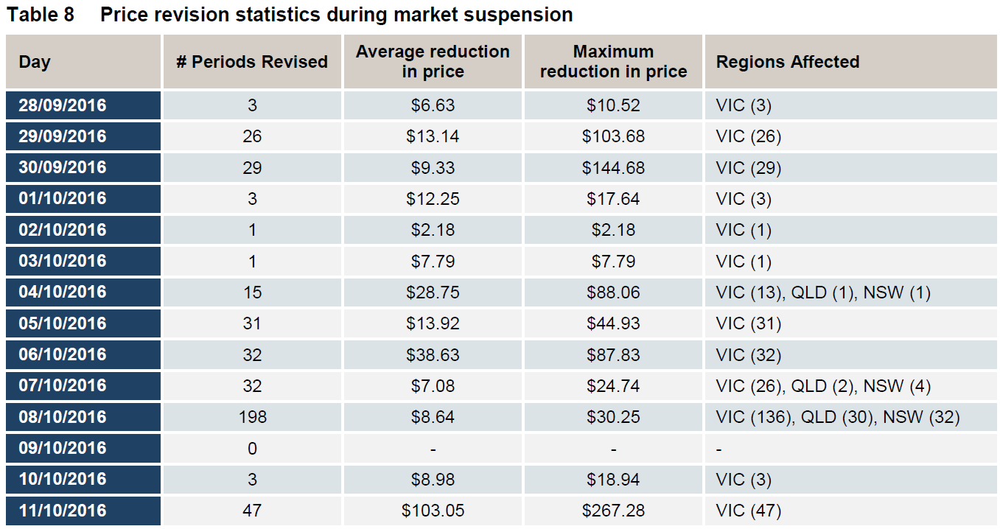 Table 8 Price revision statistics during market suspension
Day # Periods Revised Average reduction in price Maximum reduction in price Regions Affected
28/09/2016 3 $6.63 $10.52 VIC (3)
29/09/2016 26 $13.14 $103.68 VIC (26)
30/09/2016 29 $9.33 $144.68 VIC (29)
01/10/2016 3 $12.25 $17.64 VIC (3)
02/10/2016 1 $2.18 $2.18 VIC (1)
03/10/2016 1 $7.79 $7.79 VIC (1)
04/10/2016 15 $28.75 $88.06 VIC (13), QLD (1), NSW (1)
05/10/2016 31 $13.92 $44.93 VIC (31)
06/10/2016 32 $38.63 $87.83 VIC (32)
07/10/2016 32 $7.08 $24.74 VIC (26), QLD (2), NSW (4)
08/10/2016 198 $8.64 $30.25 VIC (136), QLD (30), NSW (32)
09/10/2016 0 - - -
10/10/2016 3 $8.98 $18.94 VIC (3)
11/10/2016 47 $103.05 $267.28 VIC (47)